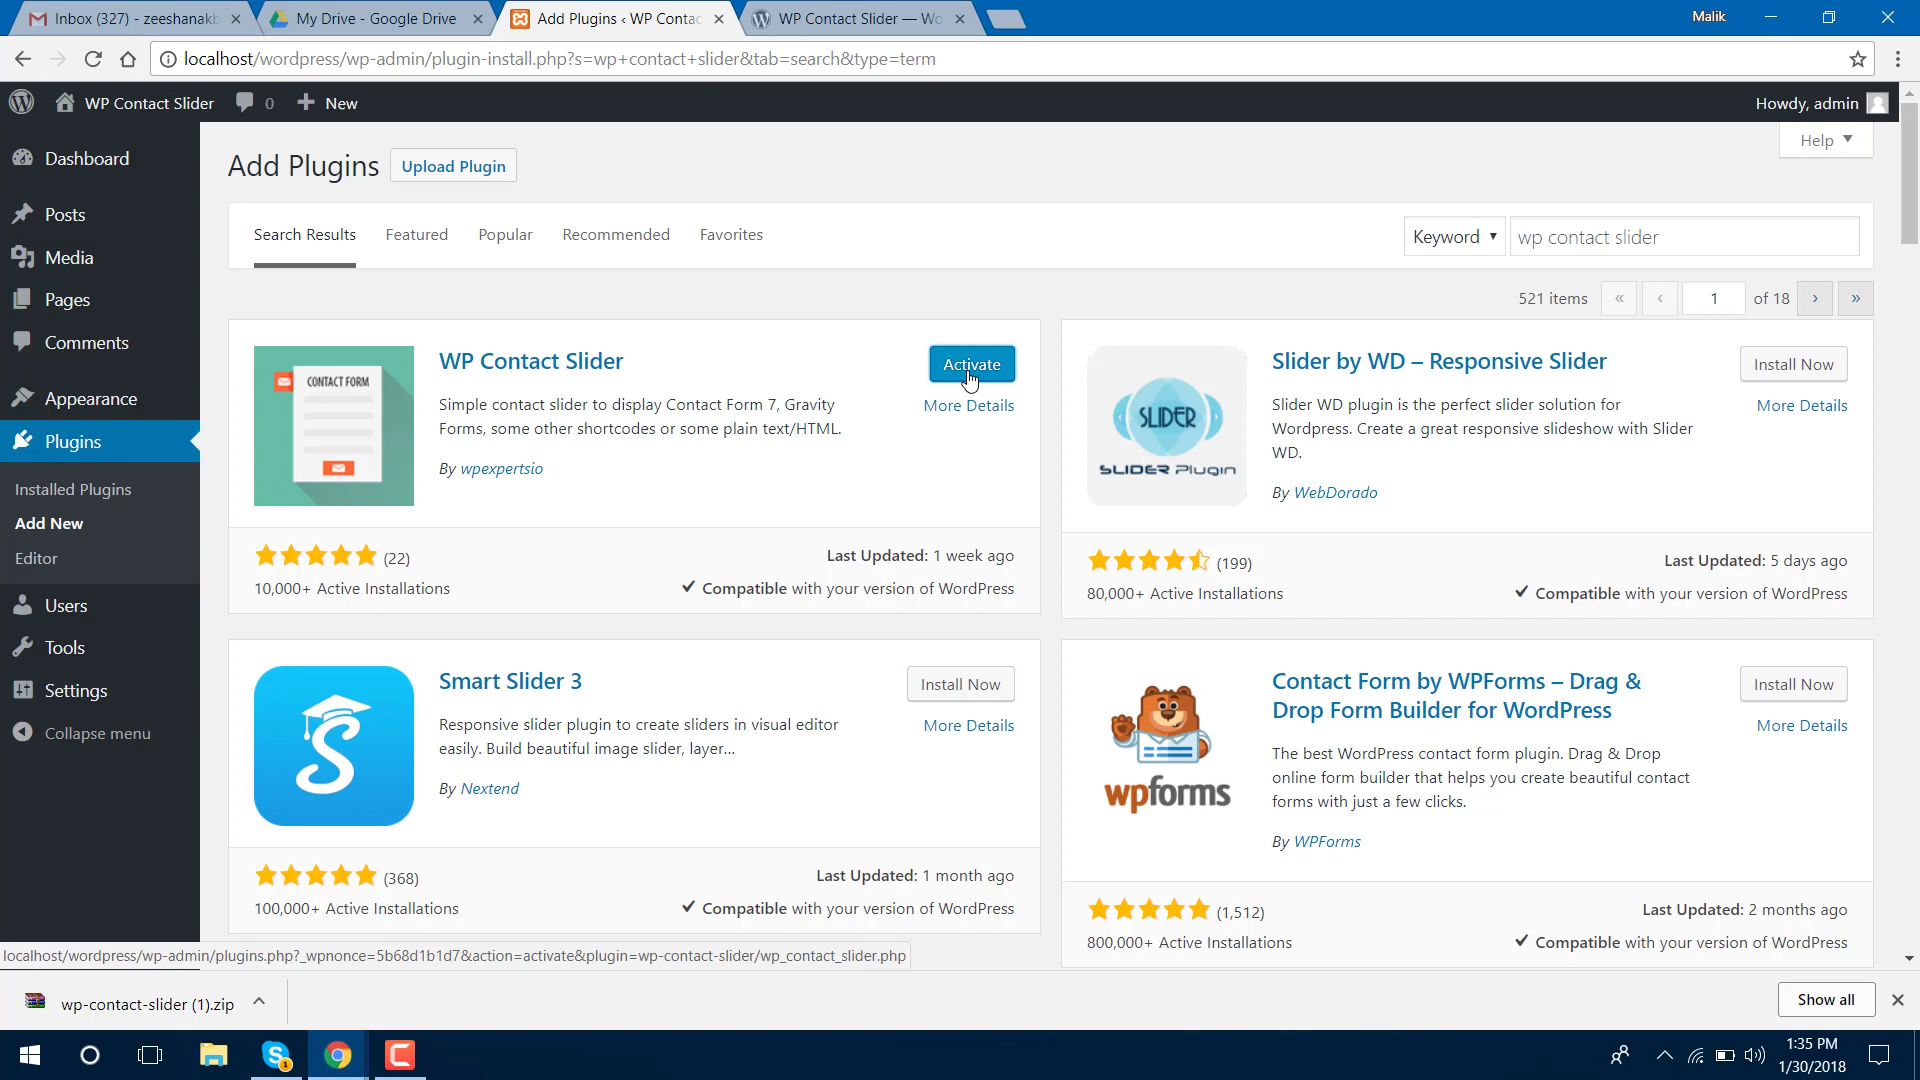 Inbox (327) - zeeshanakb
My Drive - Google Drive
Add Plugins ‹ WP Contac
WP Contact Slider — Wo
Malik
localhost/wordpress/wp-admin/plugin-install.php?s=wp+contact+slider&tab=search&type=term
WP Contact Slider
0
New
Howdy, admin
Help
Dashboard
Posts
Media
Pages
Comments
Appearance
Plugins
Installed Plugins
Add New
Editor
Users
Tools
Settings
Collapse menu
Add Plugins
Upload Plugin
Search Results
Featured
Popular
Recommended
Favorites
Keyword
wp contact slider
521 items
«
‹
1
of 18
›
»
CONTACT FORM
WP Contact Slider
Activate
More Details
Simple contact slider to display Contact Form 7, Gravity
Forms, some other shortcodes or some plain text/HTML.
By wpexpertsio
(22)
10,000+ Active Installations
Last Updated: 1 week ago
Compatible with your version of WordPress
SLIDER
SLIDER Plugin
Slider by WD – Responsive Slider
Install Now
More Details
Slider WD plugin is the perfect slider solution for
Wordpress. Create a great responsive slideshow with Slider
WD.
By WebDorado
(199)
80,000+ Active Installations
Last Updated: 5 days ago
Compatible with your version of WordPress
S
Smart Slider 3
Install Now
More Details
Responsive slider plugin to create sliders in visual editor
easily. Build beautiful image slider, layer...
By Nextend
(368)
100,000+ Active Installations
Last Updated: 1 month ago
Compatible with your version of WordPress
wpforms
Contact Form by WPForms – Drag &
Drop Form Builder for WordPress
Install Now
More Details
The best WordPress contact form plugin. Drag & Drop
online form builder that helps you create beautiful contact
forms with just a few clicks.
By WPForms
(1,512)
800,000+ Active Installations
Last Updated: 2 months ago
Compatible with your version of WordPress
localhost/wordpress/wp-admin/plugins.php?_wpnonce=5b68d1b1d7&action=activate&plugin=wp-contact-slider/wp_contact_slider.php
wp-contact-slider (1).zip
Show all
1
1:35 PM
1/30/2018